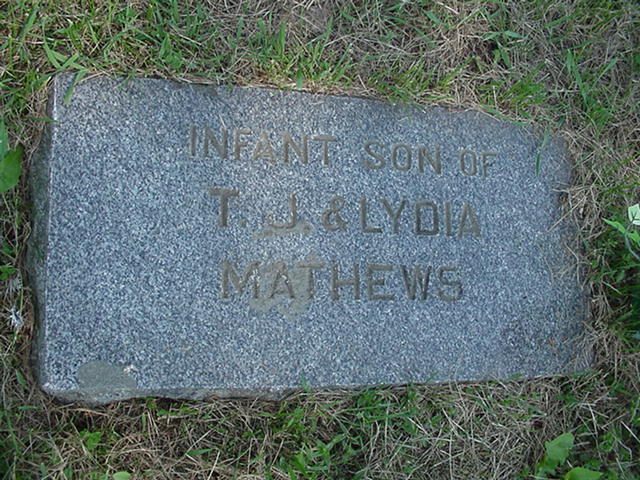 INFANT SON OF
T. J. & LYDIA
MATHEWS